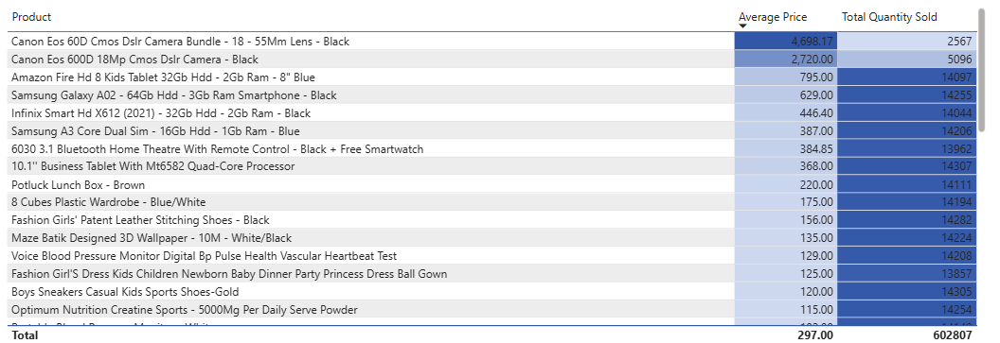 Product Average Price Total Quantity Sold
Canon Eos 60D Cmos Dslr Camera Bundle - 18 - 55Mm Lens - Black 4,698.17 2567
Canon Eos 600D 18Mp Cmos Dslr Camera - Black 2,720.00 5096
Amazon Fire Hd 8 Kids Tablet 32Gb Hdd - 2Gb Ram - 8" Blue 795.00 14097
Samsung Galaxy A02 - 64Gb Hdd - 3Gb Ram Smartphone - Black 629.00 14255
Infinix Smart Hd X612 (2021) - 32Gb Hdd - 2Gb Ram - Black 446.40 14044
Samsung A3 Core Dual Sim - 16Gb Hdd - 1Gb Ram - Blue 387.00 14206
6030 3.1 Bluetooth Home Theatre With Remote Control - Black + Free Smartwatch 384.85 13962
10.1'' Business Tablet With Mt6582 Quad-Core Processor 368.00 14307
Potluck Lunch Box - Brown 220.00 14111
8 Cubes Plastic Wardrobe - Blue/White 175.00 14194
Fashion Girls' Patent Leather Stitching Shoes - Black 156.00 14282
Maze Batik Designed 3D Wallpaper - 10M - White/Black 135.00 14224
Voice Blood Pressure Monitor Digital Bp Pulse Health Vascular Heartbeat Test 129.00 14208
Fashion Girl'S Dress Kids Children Newborn Baby Dinner Party Princess Dress Ball Gown 125.00 13857
Boys Sneakers Casual Kids Sports Shoes-Gold 120.00 14305
Optimum Nutrition Creatine Sports - 5000Mg Per Daily Serve Powder 115.00 14254
Total 297.00 602807